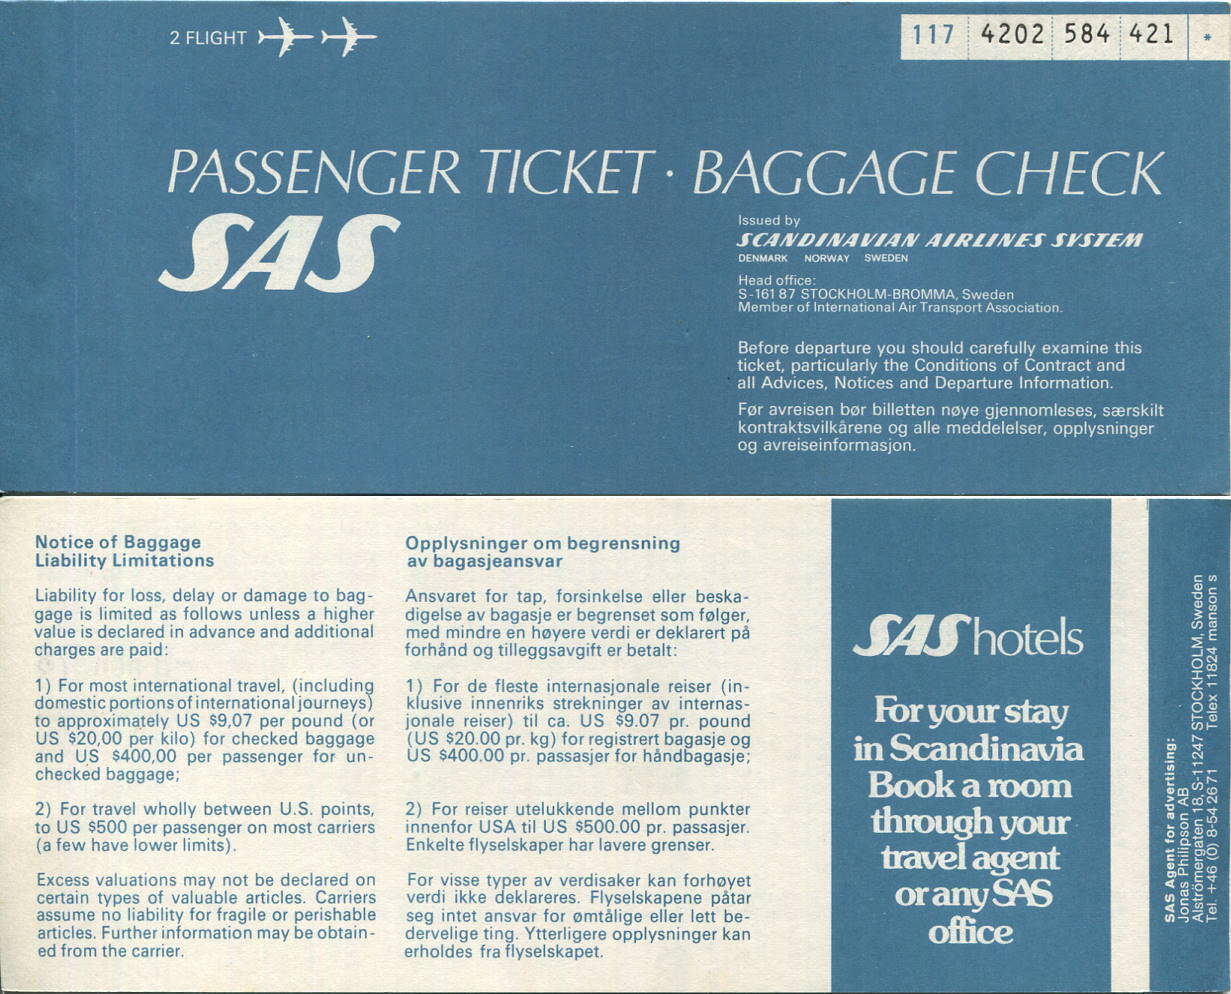 2 FLIGHT
117 4202 584 421 *
PASSENGER TICKET · BAGGAGE CHECK
SAS
Issued by
SCANDINAVIAN AIRLINES SYSTEM
DENMARK NORWAY SWEDEN
Head office:
S-161 87 STOCKHOLM-BROMMA, Sweden
Member of International Air Transport Association.
Before departure you should carefully examine this
ticket, particularly the Conditions of Contract and
all Advices, Notices and Departure Information.
Før avreisen bør billetten nøye gjennomleses, særskilt
kontraktsvilkårene og alle meddelelser, opplysninger
og avreiseinformasjon.
Notice of Baggage
Liability Limitations
Liability for loss, delay or damage to bag-
gage is limited as follows unless a higher
value is declared in advance and additional
charges are paid:
1) For most international travel, (including
domestic portions of international journeys)
to approximately US $9,07 per pound (or
US $20,00 per kilo) for checked baggage
and US $400,00 per passenger for un-
checked baggage;
2) For travel wholly between U.S. points,
to US $500 per passenger on most carriers
(a few have lower limits).
Excess valuations may not be declared on
certain types of valuable articles. Carriers
assume no liability for fragile or perishable
articles. Further information may be obtain-
ed from the carrier.
Opplysninger om begrensning
av bagasjeansvar
Ansvaret for tap, forsinkelse eller beska-
digelse av bagasje er begrenset som følger,
med mindre en høyere verdi er deklarert på
forhånd og tilleggsavgift er betalt:
1) For de fleste internasjonale reiser (in-
klusive innenriks strekninger av internas-
jonale reiser) til ca. US $9.07 pr. pound
(US $20.00 pr. kg) for registrert bagasje og
US $400.00 pr. passasjer for håndbagasje;
2) For reiser utelukkende mellom punkter
innenfor USA til US $500.00 pr. passasjer.
Enkelte flyselskaper har lavere grenser.
For visse typer av verdisaker kan forhøyet
verdi ikke deklareres. Flyselskapene påtar
seg intet ansvar for ømtålige eller lett be-
dervelige ting. Ytterligere opplysninger kan
erholdes fra flyselskapet.
SAS hotels
For your stay
in Scandinavia
Book a room
through your
travel agent
or any SAS
office
SAS Agent for advertising:
Jonas Philipson AB
Alströmergaten 18, S-11247 STOCKHOLM, Sweden
Tel. +46 (0) 8-54 26 71 Telex 11824 manson s